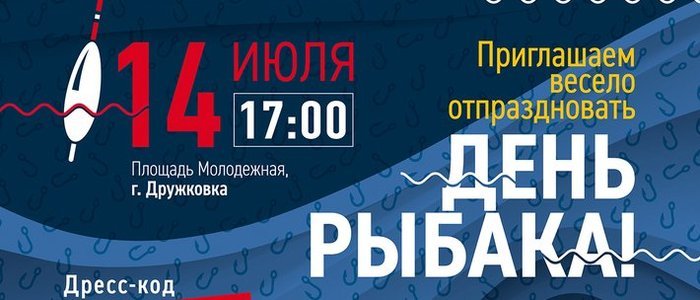 14 ИЮЛЯ
17:00
Площадь Молодежная,
г. Дружковка
Приглашаем
весело
отпраздновать
ДЕНЬ
РЫБАКА!
Дресс-код